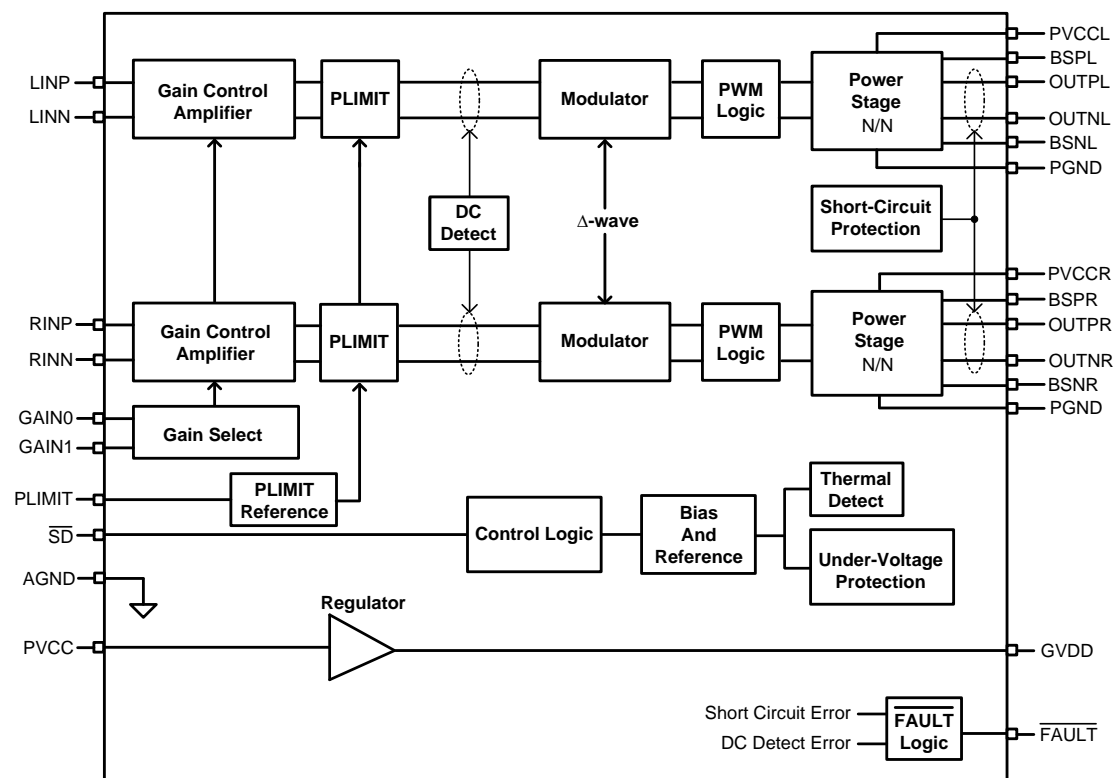 PVCCL
LINP
Gain Control
Amplifier
PLIMIT
Modulator
PWM
Logic
Power
Stage
N/N
BSPL
OUTPL
LINN
OUTNL
BSNL
PGND
DC
Detect
∆-wave
Short-Circuit
Protection
PVCCR
RINP
Gain Control
Amplifier
PLIMIT
Modulator
PWM
Logic
Power
Stage
N/N
BSPR
OUTPR
RINN
OUTNR
BSNR
PGND
GAIN0
GAIN1
Gain Select
PLIMIT
PLIMIT
Reference
SD
Control Logic
Bias
And
Reference
Thermal
Detect
Under-Voltage
Protection
AGND
Regulator
PVCC
GVDD
Short Circuit Error
DC Detect Error
FAULT
Logic
FAULT